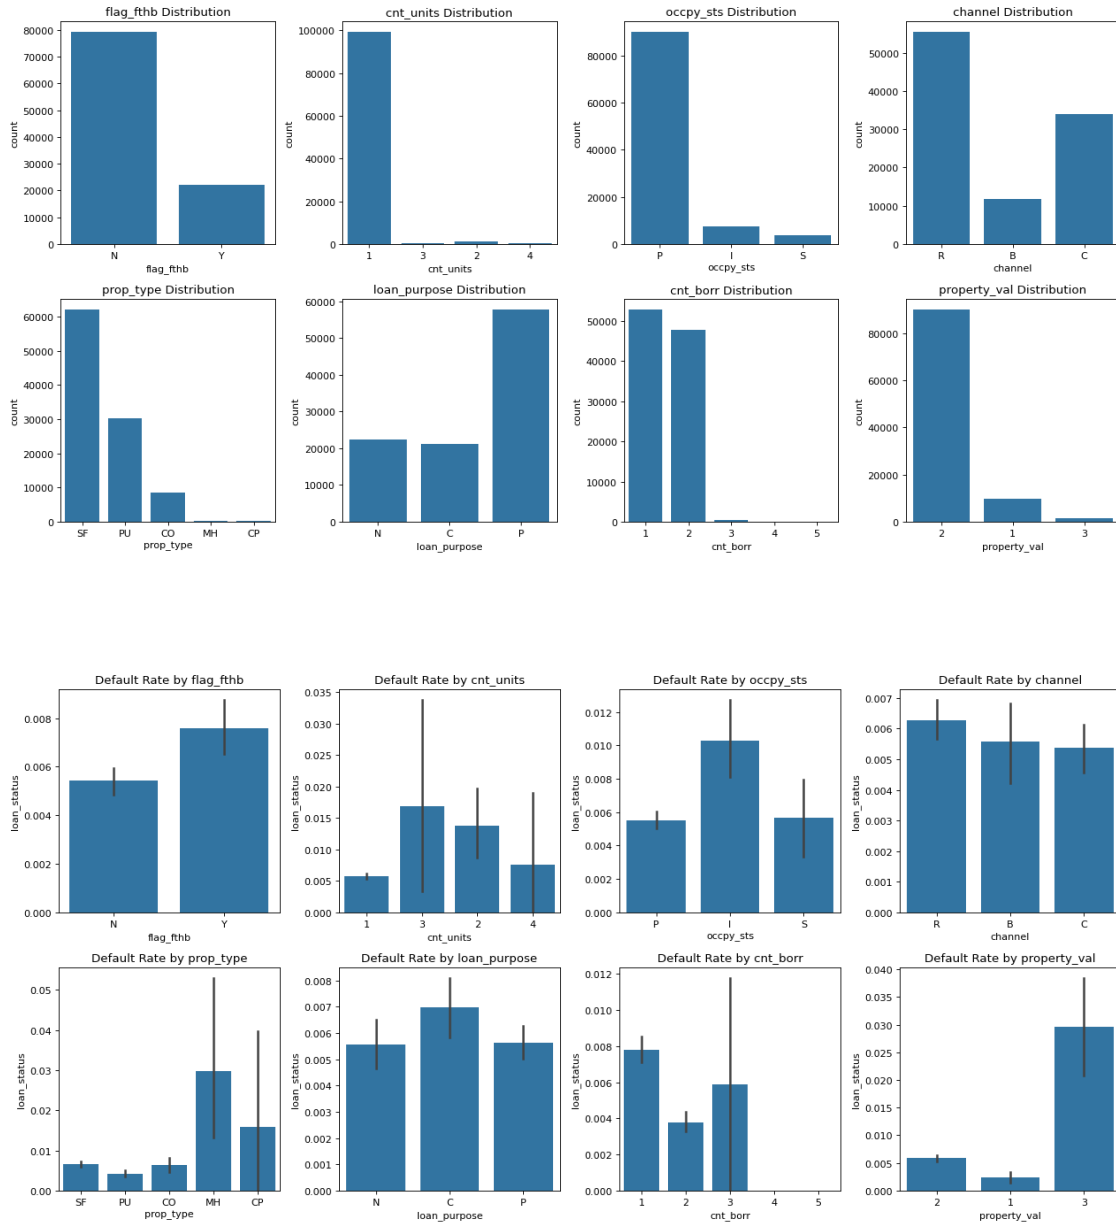 flag_fthb Distribution
80000
70000
60000
50000
40000
30000
20000
10000
0
count
N Y
flag_fthb
cnt_units Distribution
100000
80000
60000
40000
20000
0
count
1 3 2 4
cnt_units
occpy_sts Distribution
80000
60000
40000
20000
0
count
P I S
occpy_sts
channel Distribution
50000
40000
30000
20000
10000
0
count
R B C
channel
prop_type Distribution
60000
50000
40000
30000
20000
10000
0
count
SF PU CO MH CP
prop_type
loan_purpose Distribution
60000
50000
40000
30000
20000
10000
0
count
N C P
loan_purpose
cnt_borr Distribution
50000
40000
30000
20000
10000
0
count
1 2 3 4 5
cnt_borr
property_val Distribution
80000
60000
40000
20000
0
count
2 1 3
property_val
Default Rate by flag_fthb
0.008
0.006
0.004
0.002
0.000
loan_status
N Y
flag_fthb
Default Rate by cnt_units
0.035
0.030
0.025
0.020
0.015
0.010
0.005
0.000
loan_status
1 3 2 4
cnt_units
Default Rate by occpy_sts
0.012
0.010
0.008
0.006
0.004
0.002
0.000
loan_status
P I S
occpy_sts
Default Rate by channel
0.007
0.006
0.005
0.004
0.003
0.002
0.001
0.000
loan_status
R B C
channel
Default Rate by prop_type
0.05
0.04
0.03
0.02
0.01
0.00
loan_status
SF PU CO MH CP
prop_type
Default Rate by loan_purpose
0.008
0.007
0.006
0.005
0.004
0.003
0.002
0.001
0.000
loan_status
N C P
loan_purpose
Default Rate by cnt_borr
0.012
0.010
0.008
0.006
0.004
0.002
0.000
loan_status
1 2 3 4 5
cnt_borr
Default Rate by property_val
0.040
0.035
0.030
0.025
0.020
0.015
0.010
0.005
0.000
loan_status
2 1 3
property_val